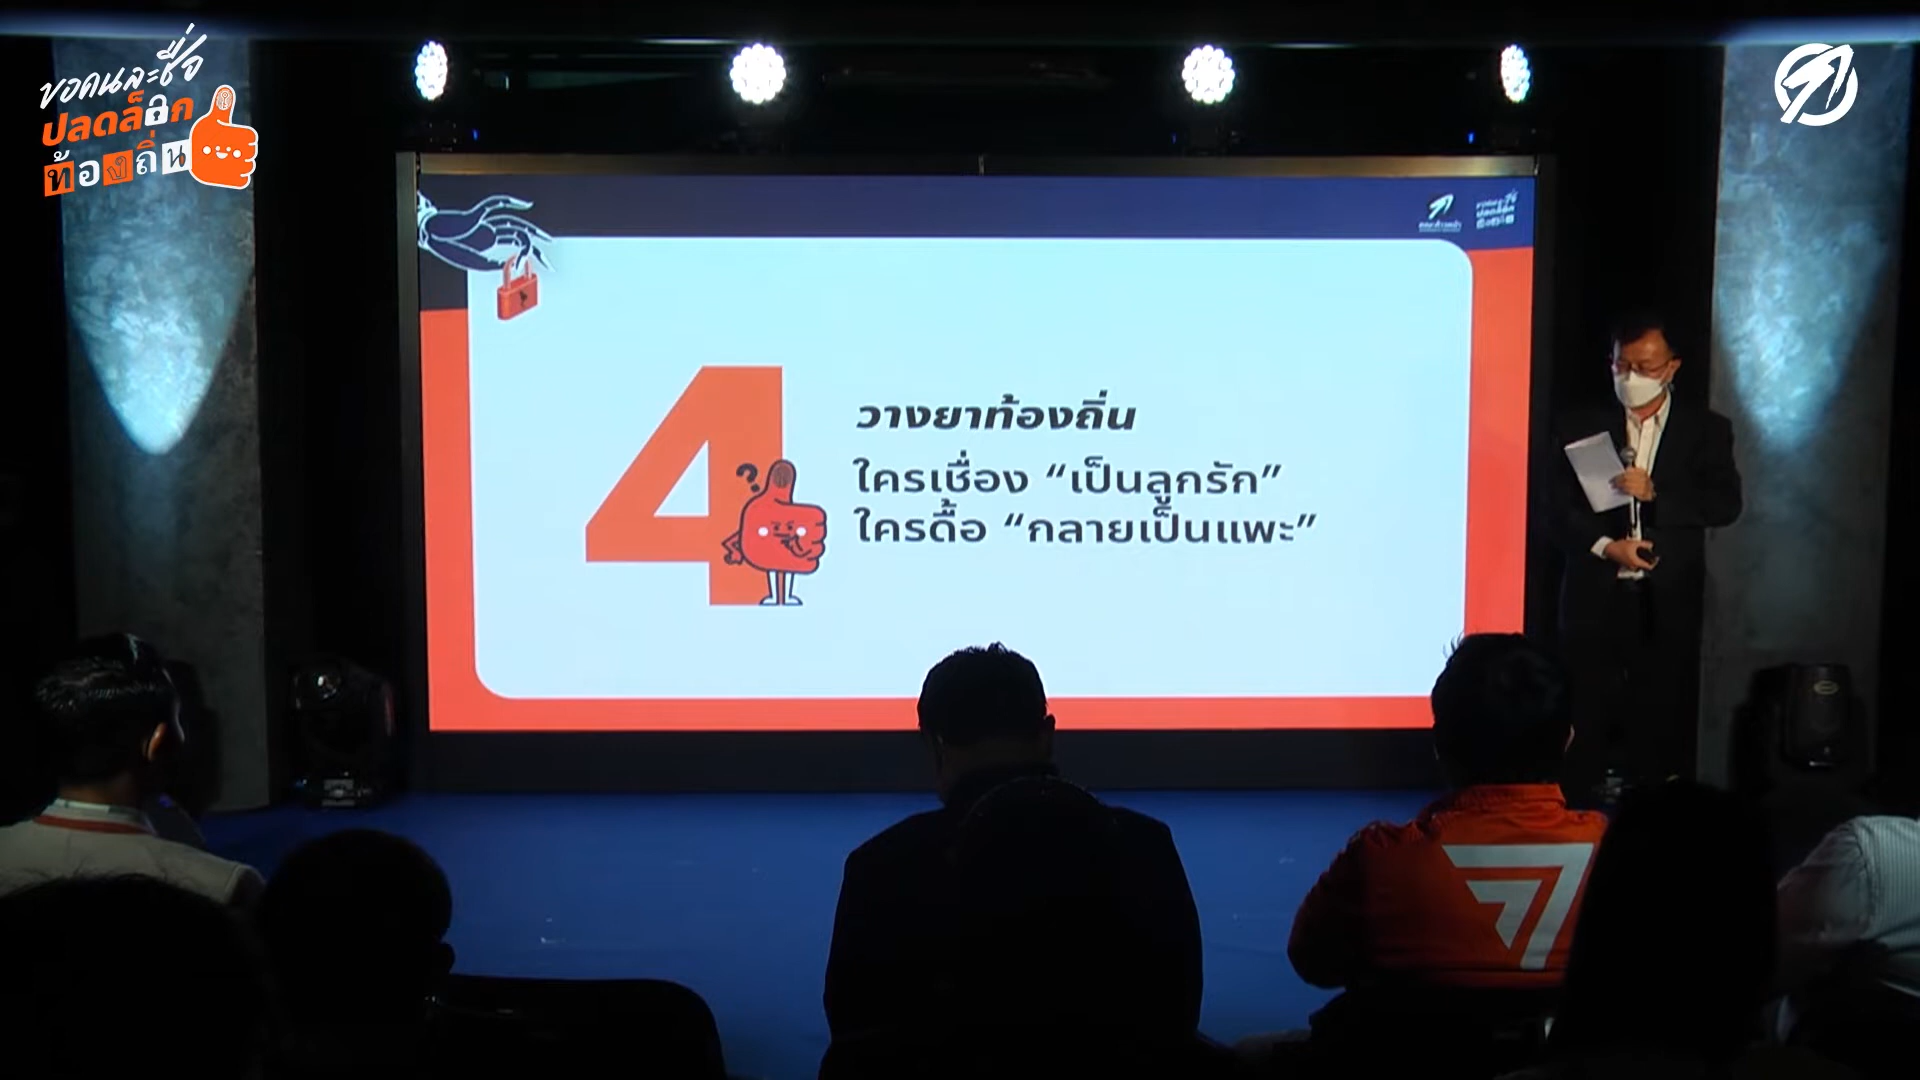 ขอคนละชื่อ
ปลดล็อก
ท้องถิ่น
4
?
วางยาท้องถิ่น
ใครเชื่อง “เป็นลูกรัก”
ใครดื้อ “กลายเป็นแพะ”